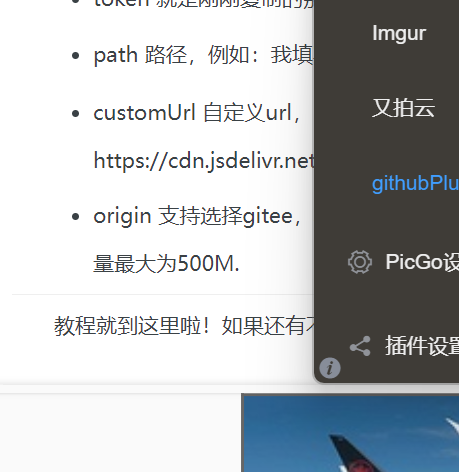 token 就是刚刚复制的
path 路径，例如：我填
customUrl 自定义url，
https://cdn.jsdelivr.net
origin 支持选择gitee，
量最大为500M.
教程就到这里啦！如果还有
Imgur
又拍云
githubPlu
PicGo设
插件设置